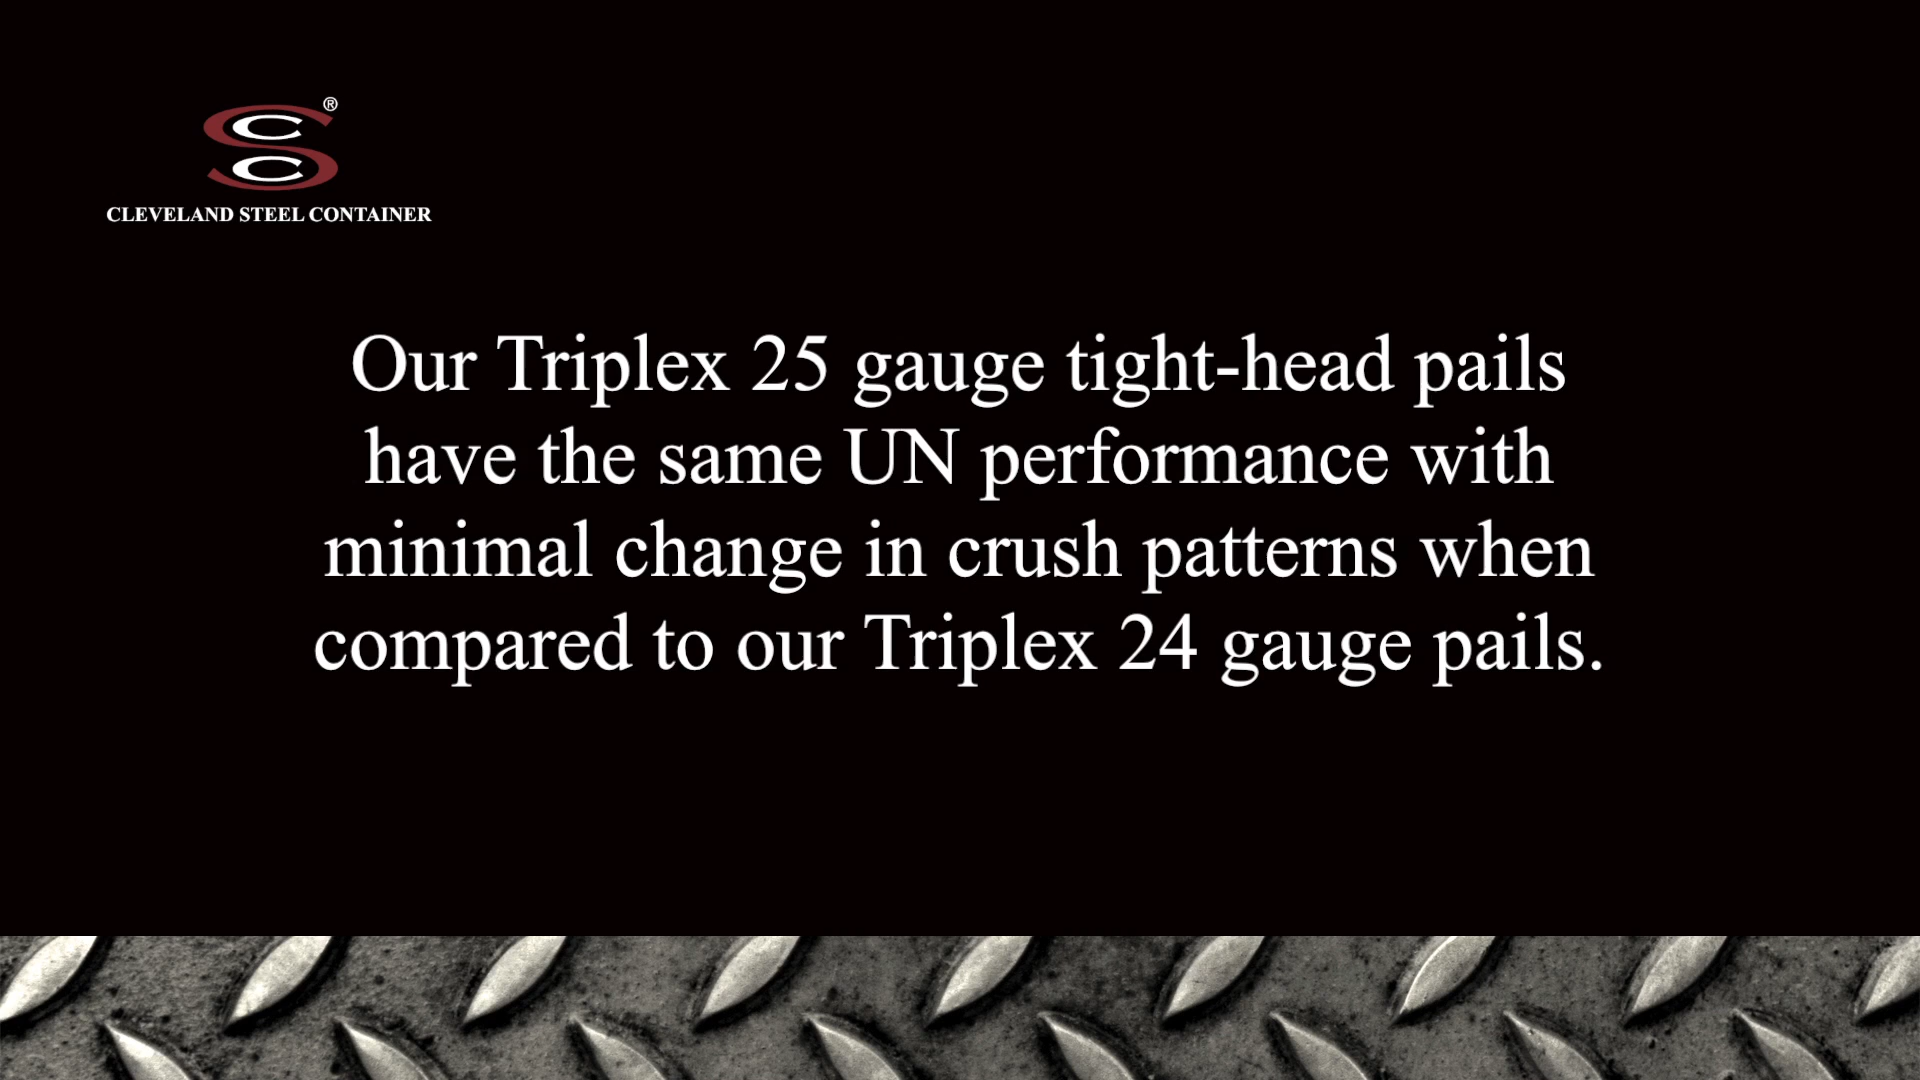 ®
CLEVELAND STEEL CONTAINER
Our Triplex 25 gauge tight-head pails
have the same UN performance with
minimal change in crush patterns when
compared to our Triplex 24 gauge pails.